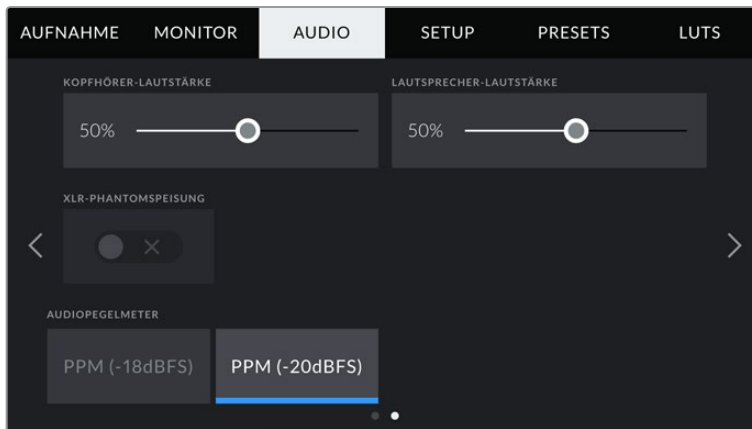 AUFNAHME MONITOR AUDIO SETUP PRESETS LUTS
KOPFHÖRER-LAUTSTÄRKE LAUTSPRECHER-LAUTSTÄRKE
50% 50%
XLR-PHANTOMSPEISUNG
AUDIOPEGELMETER
PPM (-18dBFS) PPM (-20dBFS)